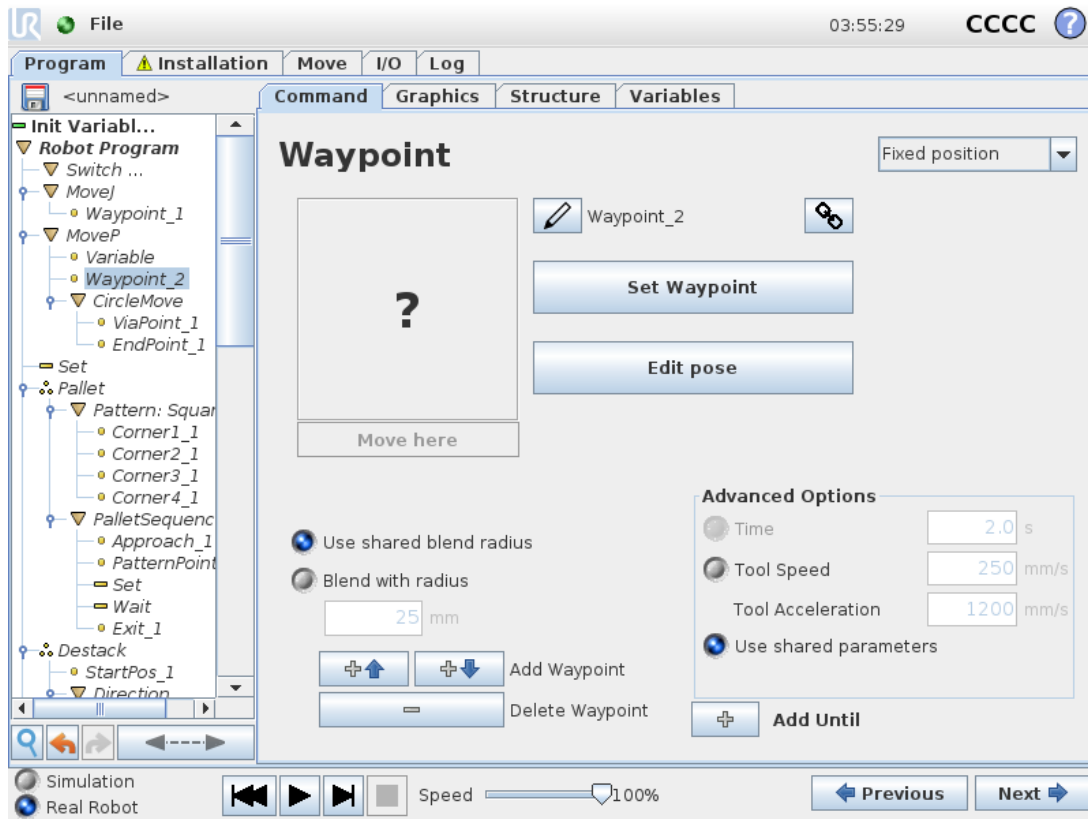 UR File 03:55:29 CCCC ?
Program Installation Move I/O Log
<unnamed>
Command Graphics Structure Variables
Init Variabl...
Robot Program
Switch ...
MoveJ
Waypoint_1
MoveP
Variable
Waypoint_2
CircleMove
ViaPoint_1
EndPoint_1
Set
Pallet
Pattern: Squar
Corner1_1
Corner2_1
Corner3_1
Corner4_1
PalletSequenc
Approach_1
PatternPoint
Set
Wait
Exit_1
Destack
StartPos_1
Direction
Waypoint
Fixed position
?
Move here
Waypoint_2
Set Waypoint
Edit pose
Use shared blend radius
Blend with radius
25 mm
Add Waypoint
Delete Waypoint
Advanced Options
Time 2.0 s
Tool Speed 250 mm/s
Tool Acceleration 1200 mm/s
Use shared parameters
Add Until
Simulation
Real Robot
Speed 100%
Previous Next